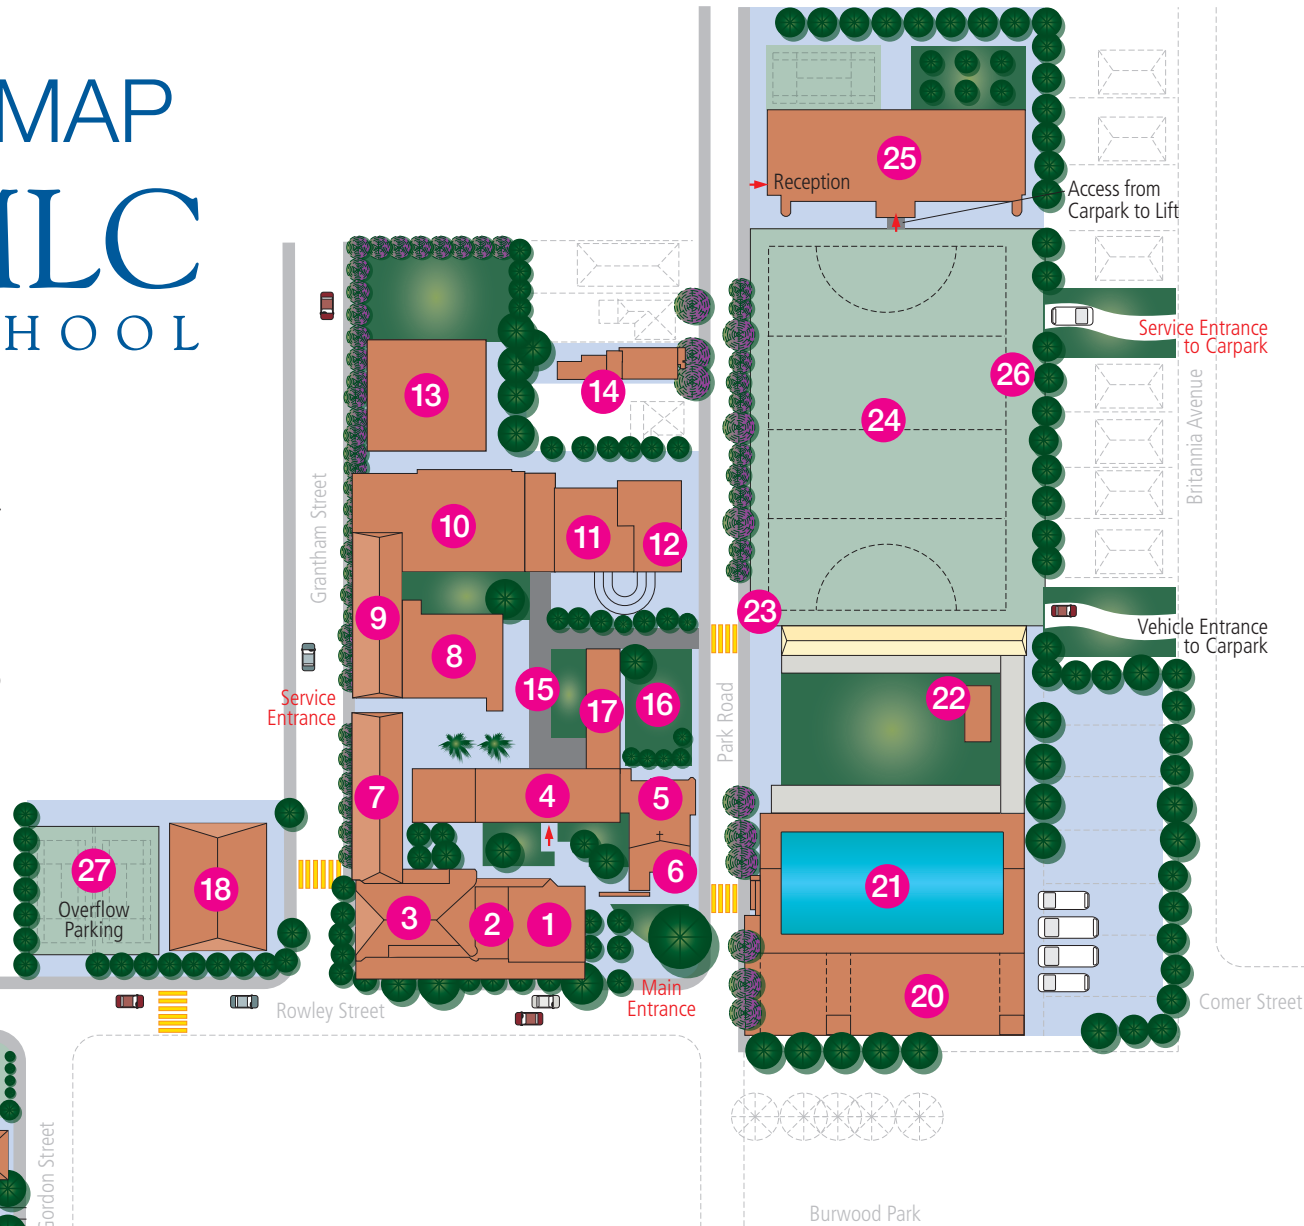 MAP
MLC
HOOL
25
Reception
Access from
Carpark to Lift
Service Entrance
to Carpark
13
14
26
24
Britannia Avenue
Grantham Street
10
11
12
9
8
23
Vehicle Entrance
to Carpark
15
17
16
22
Service
Entrance
Park Road
7
4
5
6
27
Overflow
Parking
18
3
2
1
21
20
Main
Entrance
Rowley Street
Comer Street
Gordon Street
Burwood Park